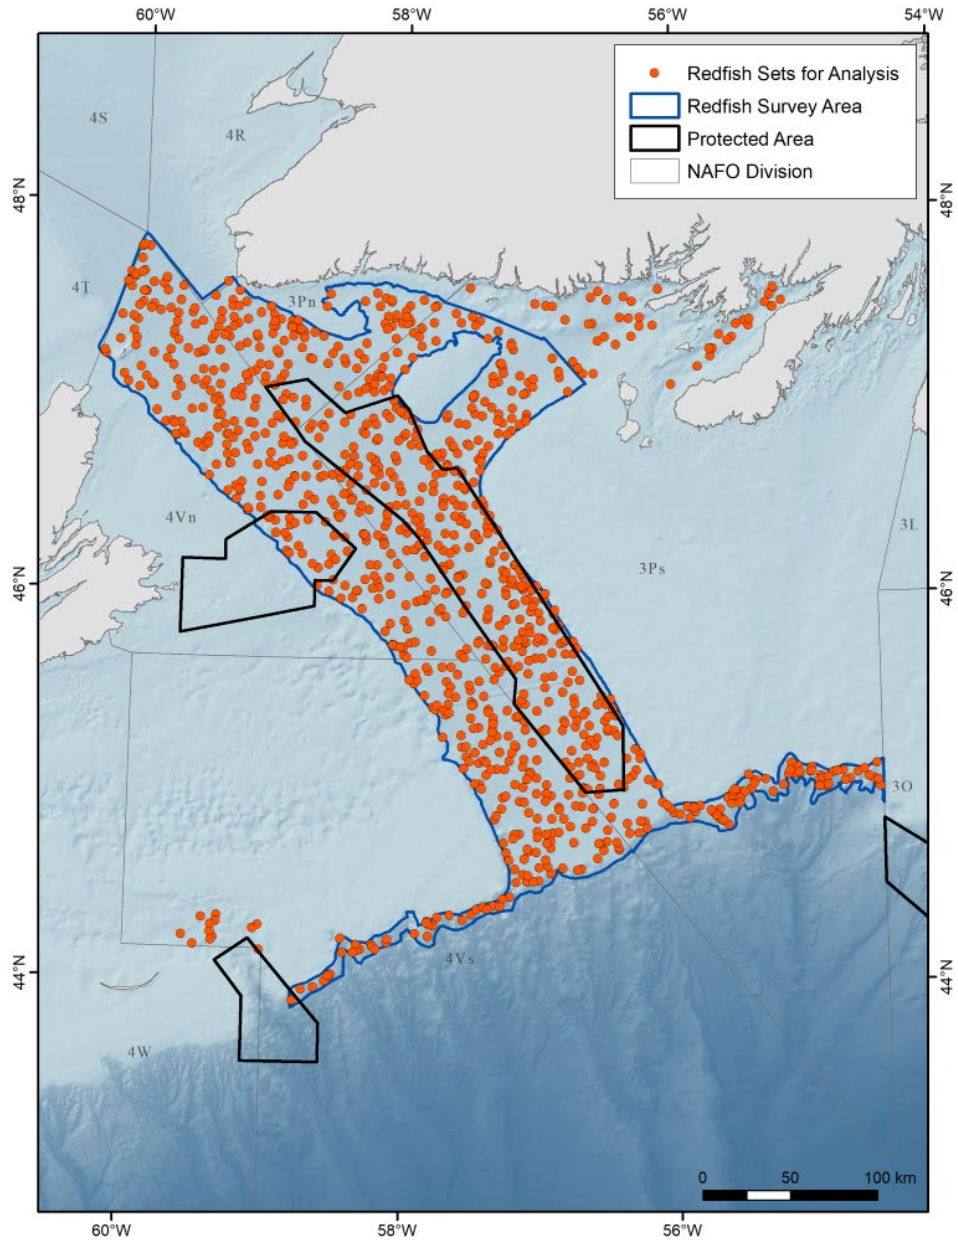 60°W 58°W 56°W 54°W
Redfish Sets for Analysis
Redfish Survey Area
Protected Area
NAFO Division
4S
4R
48°N
48°N
4T
3Pn
4Vn
3L
3Ps
46°N
46°N
3O
44°N
44°N
4Vs
4W
0 50 100 km
60°W 58°W 56°W